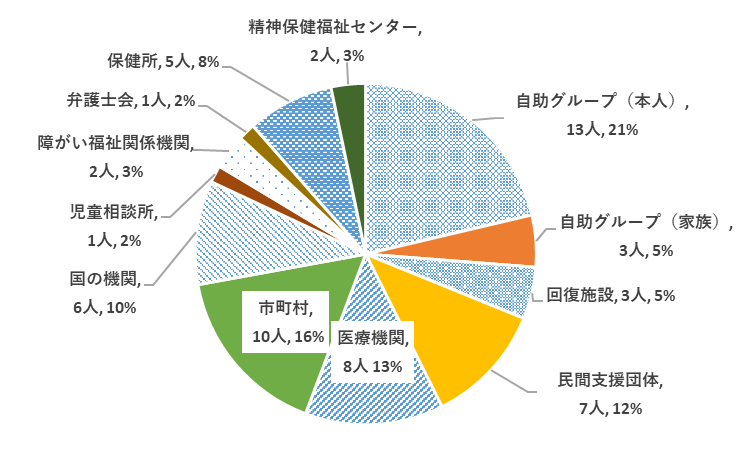 精神保健福祉センター,
2人, 3%
自助グループ（本人）,
13人, 21%
自助グループ（家族）,
3人, 5%
回復施設, 3人, 5%
民間支援団体,
7人, 12%
医療機関,
8人 13%
市町村,
10人, 16%
国の機関,
6人, 10%
児童相談所,
1人, 2%
障がい福祉関係機関,
2人, 3%
弁護士会, 1人, 2%
保健所, 5人, 8%